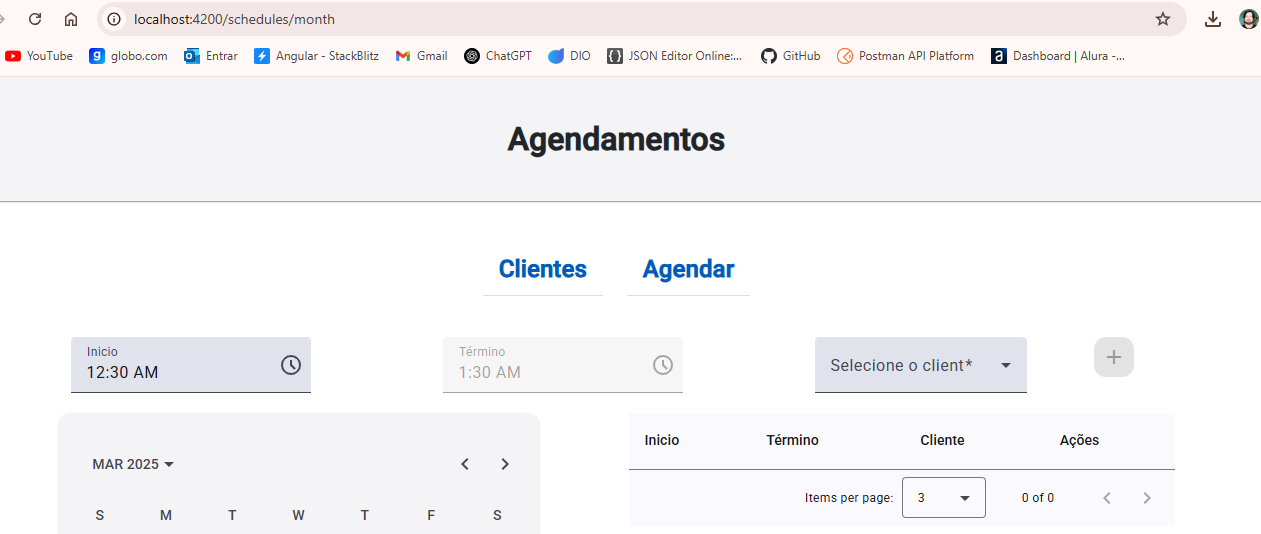 localhost:4200/schedules/month
YouTube globo.com Entrar Angular - StackBlitz Gmail ChatGPT DIO JSON Editor Online:... GitHub Postman API Platform Dashboard | Alura -...
Agendamentos
Clientes Agendar
Inicio Término
12:30 AM 1:30 AM Selecione o client* +
MAR 2025
S M T W T F S
Inicio Término Cliente Ações
Items per page: 3 0 of 0